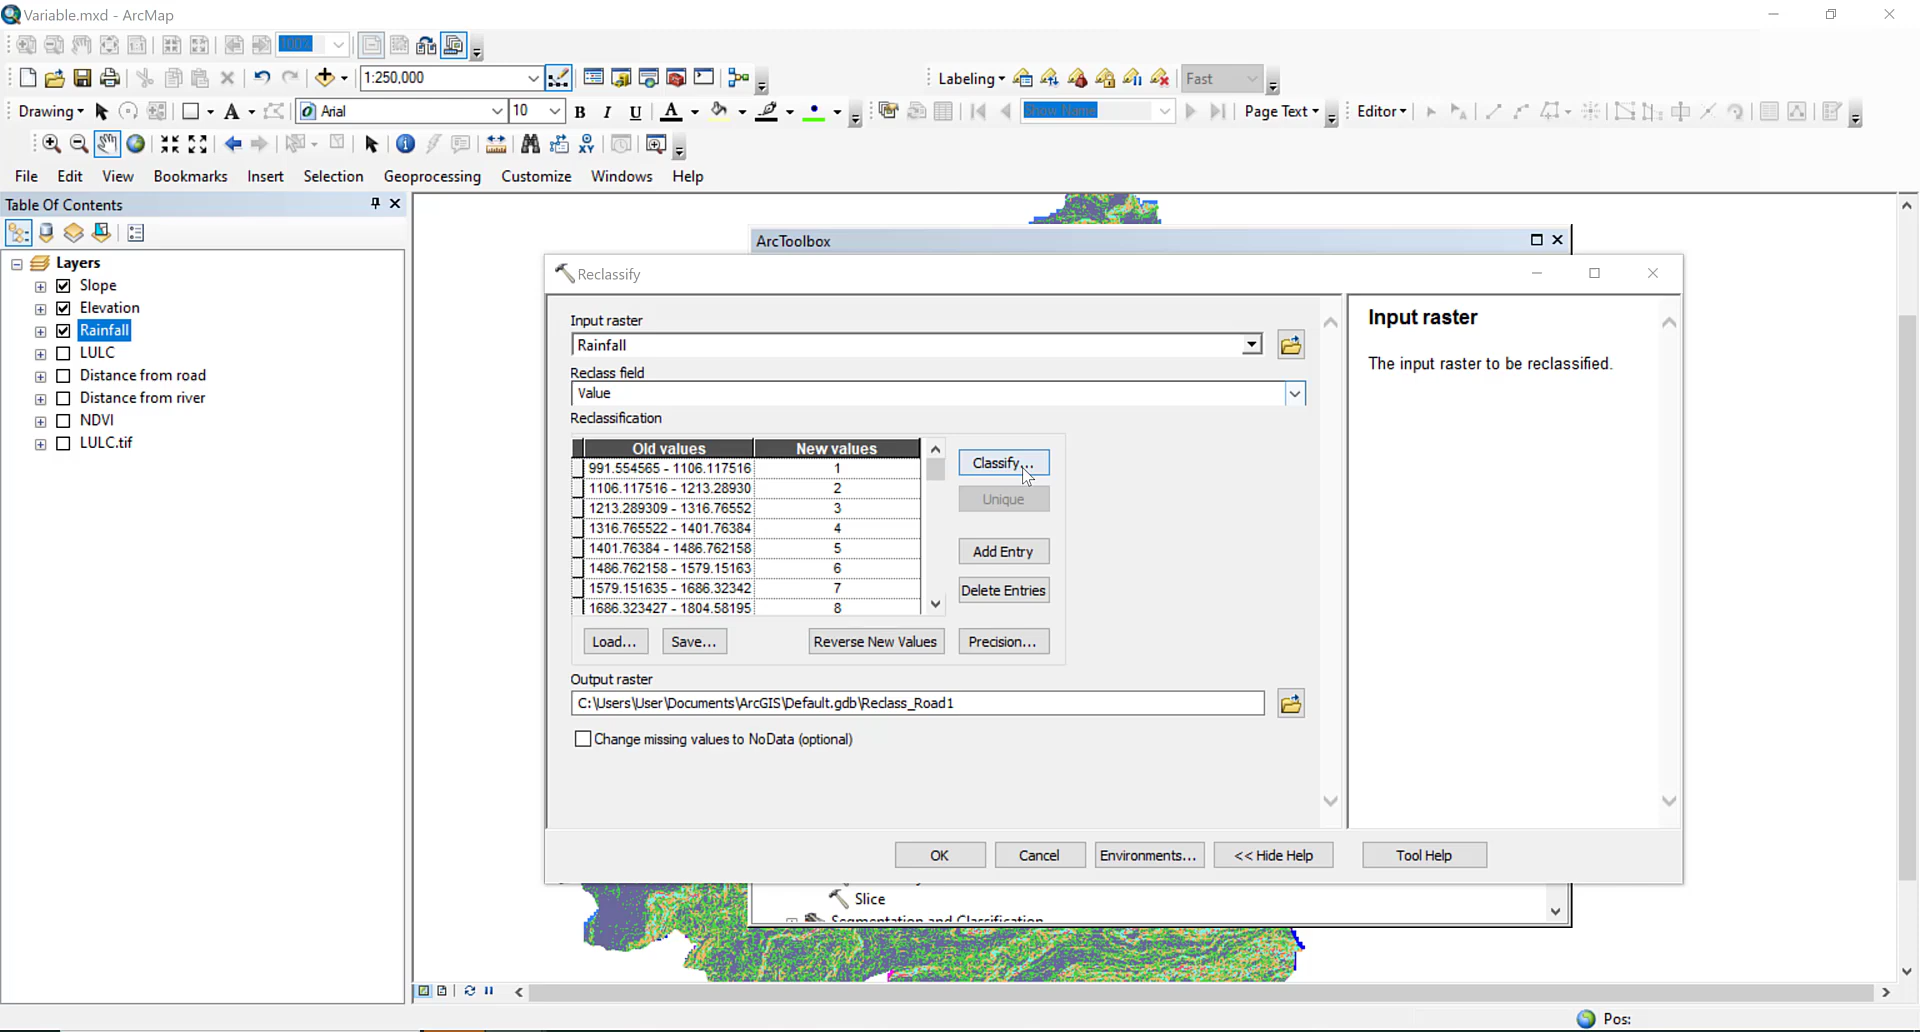 Variable.mxd - ArcMap
100%
1:250,000
Labeling
Fast
Drawing
A
Arial
10
B I U A
Show Name
Page Text
Editor
XY
File Edit View Bookmarks Insert Selection Geoprocessing Customize Windows Help
Table Of Contents
Layers
Slope
Elevation
Rainfall
LULC
Distance from road
Distance from river
NDVI
LULC.tif
ArcToolbox
Reclassify
Input raster
Rainfall
Reclass field
Value
Reclassification
Old values New values
991.554565 - 1106.117516 1
1106.117516 - 1213.28930 2
1213.289309 - 1316.76552 3
1316.765522 - 1401.76384 4
1401.76384 - 1486.762158 5
1486.762158 - 1579.15163 6
1579.151635 - 1686.32342 7
1686.323427 - 1804.58195 8
Classify...
Unique
Add Entry
Delete Entries
Load... Save... Reverse New Values Precision...
Output raster
C:\Users\User\Documents\ArcGIS\Default.gdb\Reclass_Road1
Change missing values to NoData (optional)
Input raster
The input raster to be reclassified.
OK Cancel Environments... << Hide Help Tool Help
Slice
Segmentation and Classification
Pos: